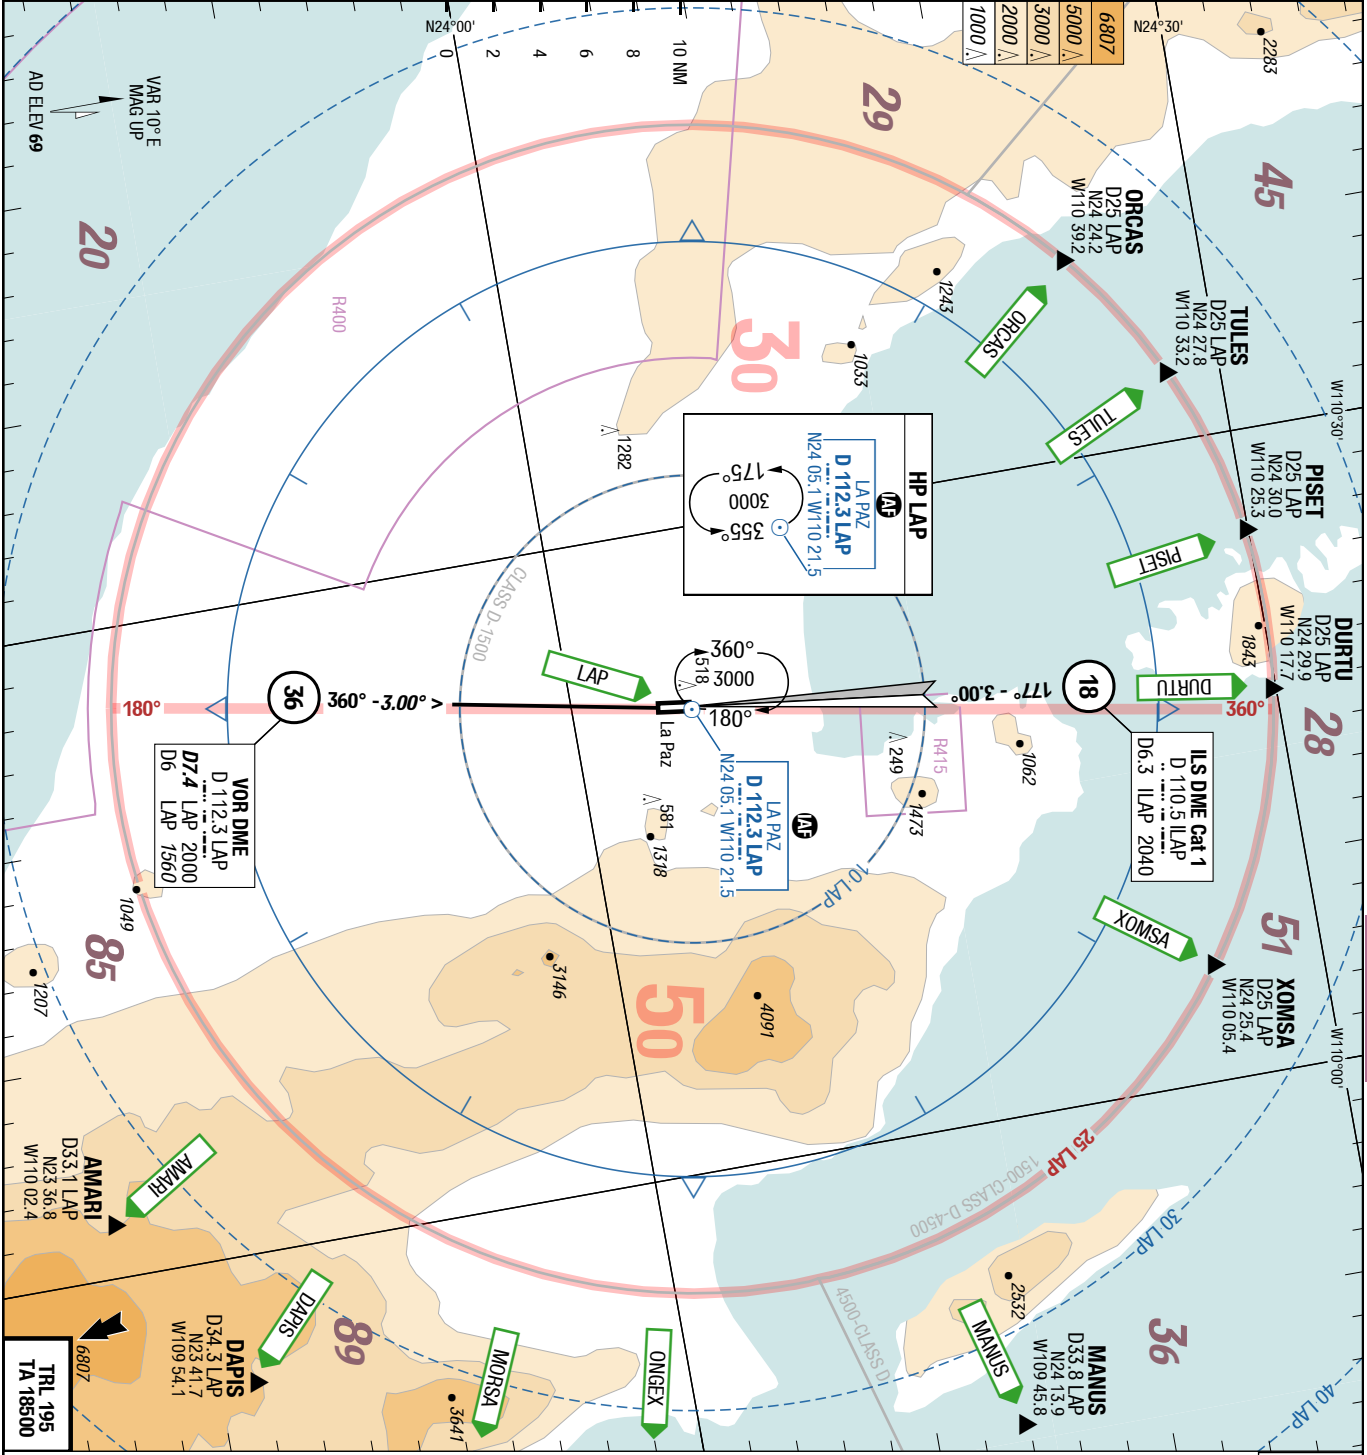 6807
5000
3000
2000
1000
10 NM
8
6
4
2
0
N24°00'
N24°30'
2283
VAR 10° E
MAG UP
AD ELEV 69
29
45
20
ORCAS
D25 LAP
N24 24.2
W110 39.2
TULES
D25 LAP
N24 27.8
W110 33.2
W110°30'
PISET
D25 LAP
N24 30.0
W110 25.3
DURTU
D25 LAP
N24 29.9
W110 17.7
1243
1033
1282
1843
R400
30
ORCAS
TULES
PISET
DURTU
HP LAP
IAF
LA PAZ
D 112.3 LAP
N24 05.1 W110 21.5
175°
3000
355°
CLASS D-1500
LAP
360°
3000
518
180°
La Paz
177° - 3.00°
18
360°
28
180°
36
360° -3.00° >
ILS DME Cat 1
D 110.5 ILAP
D6.3 ILAP 2040
VOR DME
D 112.3 LAP
D7.4 LAP 2000
D6 LAP 1560
R415
249
1062
1473
LA PAZ
D 112.3 LAP
N24 05.1 W110 21.5
IAF
581
1318
10 LAP
1049
85
1207
3146
4091
50
XOMSA
51
XOMSA
D25 LAP
N24 25.4
W110 05.4
W110°00'
25 LAP
1500-CLASS D-4500
30 LAP
AMARI
AMARI
D33.1 LAP
N23 36.8
W110 02.4
DAPIS
DAPIS
D34.3 LAP
N23 41.7
W109 54.1
89
6807
TRL 195
TA 18500
MORSA
3641
ONGEX
4500-CLASS D
2532
MANUS
MANUS
D33.8 LAP
N24 13.9
W109 45.8
36
40 LAP